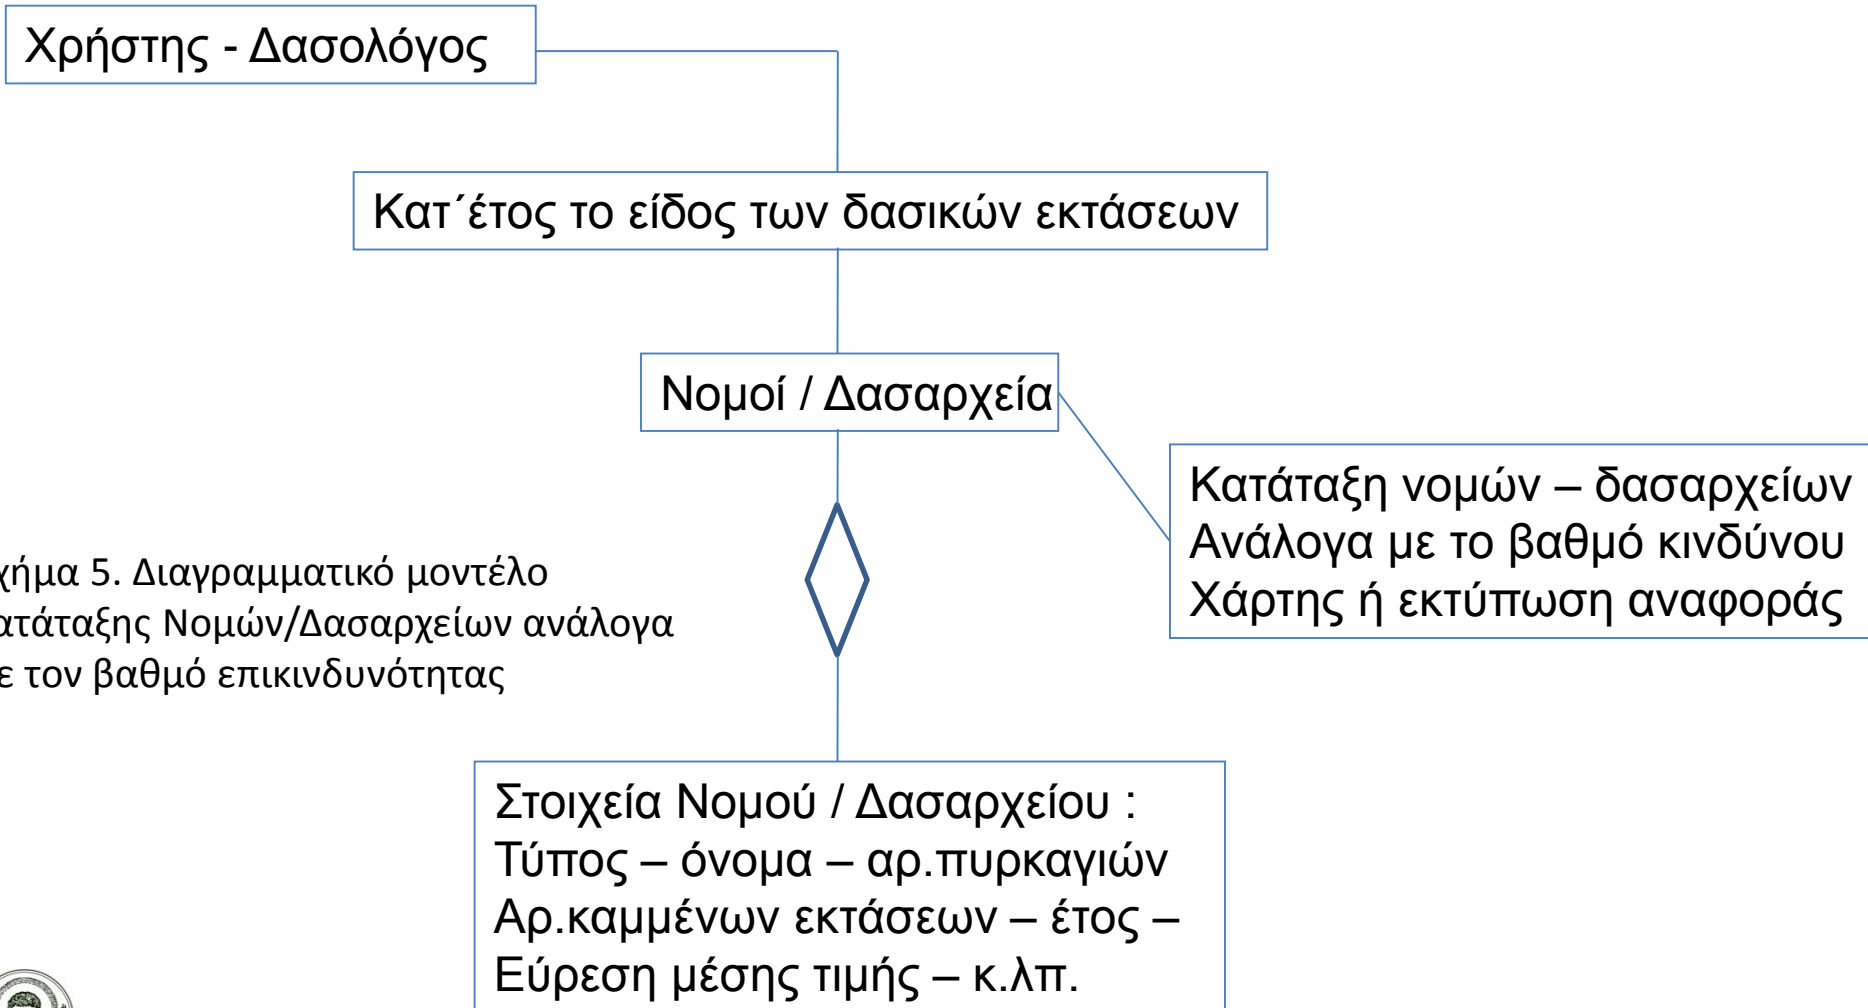 Χρήστης - Δασολόγος
Κατ΄έτος το είδος των δασικών εκτάσεων
Νομοί / Δασαρχεία
Κατάταξη νομών – δασαρχείων
Ανάλογα με το βαθμό κινδύνου
Χάρτης ή εκτύπωση αναφοράς
χήμα 5. Διαγραμματικό μοντέλο
ατάταξης Νομών/Δασαρχείων ανάλογα
ε τον βαθμό επικινδυνότητας
Στοιχεία Νομού / Δασαρχείου :
Τύπος – όνομα – αρ.πυρκαγιών
Αρ.καμμένων εκτάσεων – έτος –
Εύρεση μέσης τιμής – κ.λπ.